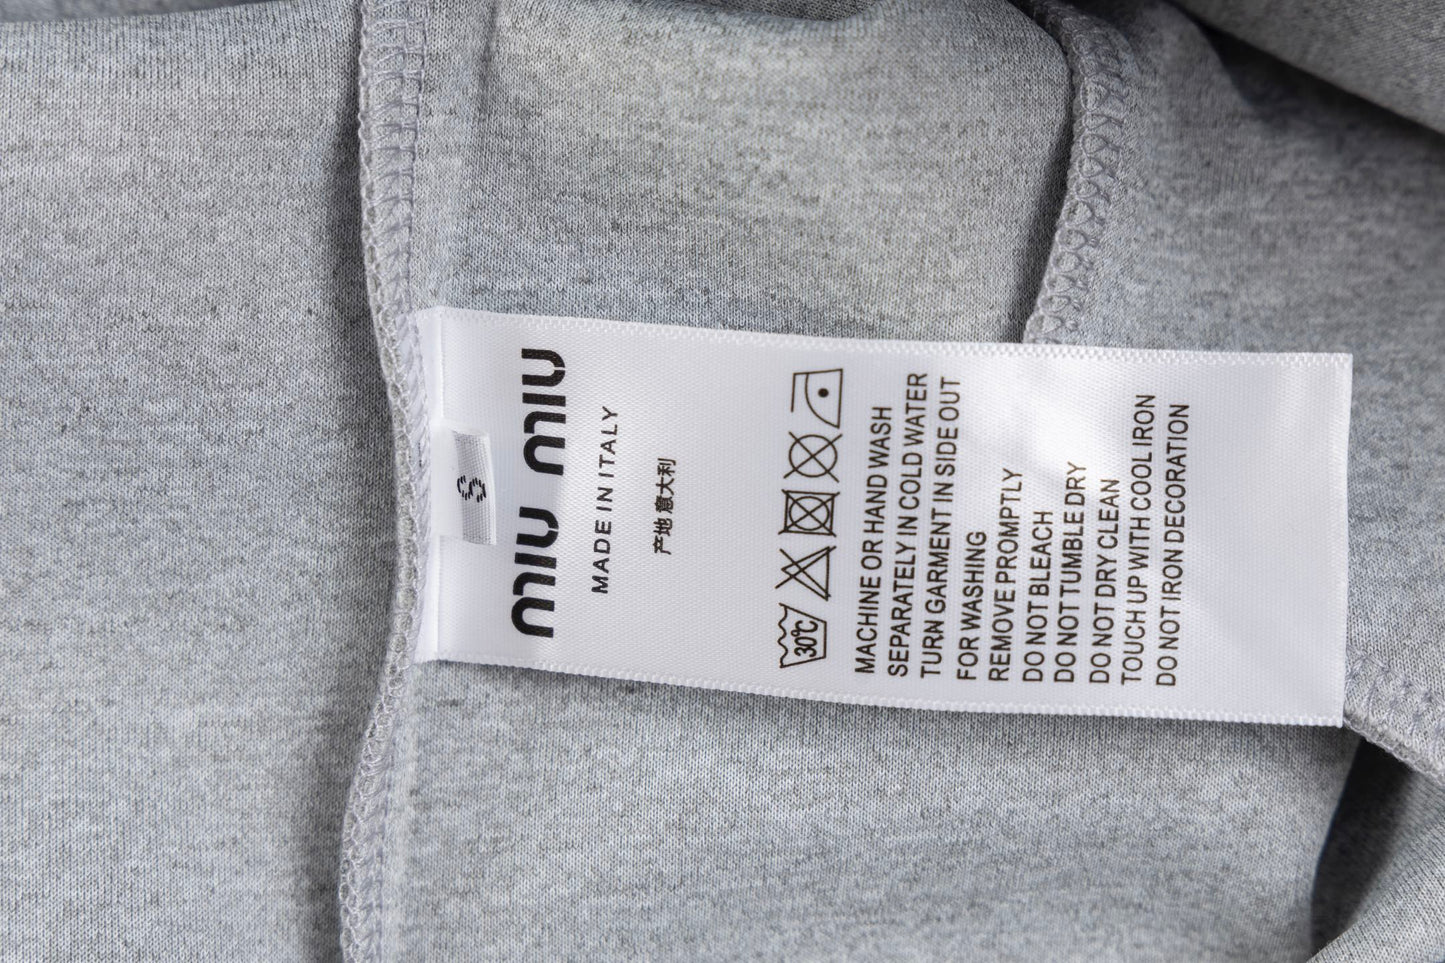 S
miu miu
MADE IN ITALY
产地 意大利
30°C
MACHINE OR HAND WASH
SEPARATELY IN COLD WATER
TURN GARMENT IN SIDE OUT
FOR WASHING
REMOVE PROMPTLY
DO NOT BLEACH
DO NOT TUMBLE DRY
DO NOT DRY CLEAN
TOUCH UP WITH COOL IRON
DO NOT IRON DECORATION